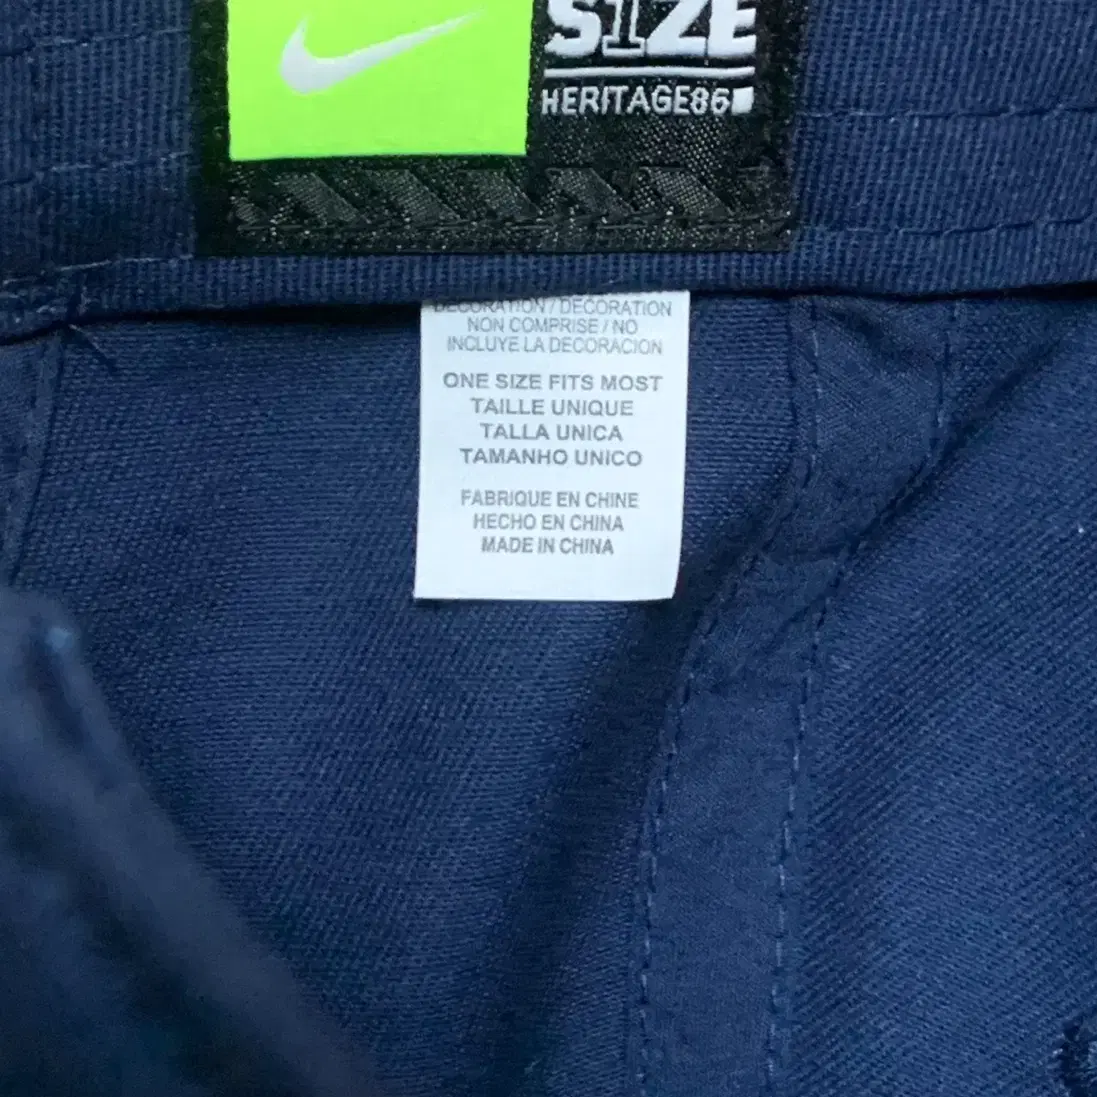 S1ZE
HERITAGE86
DECORATION / DECORATION
NON COMPRISE / NO
INCLUYE LA DECORACION
ONE SIZE FITS MOST
TAILLE UNIQUE
TALLA UNICA
TAMANHO UNICO
FABRIQUE EN CHINE
HECHO EN CHINA
MADE IN CHINA